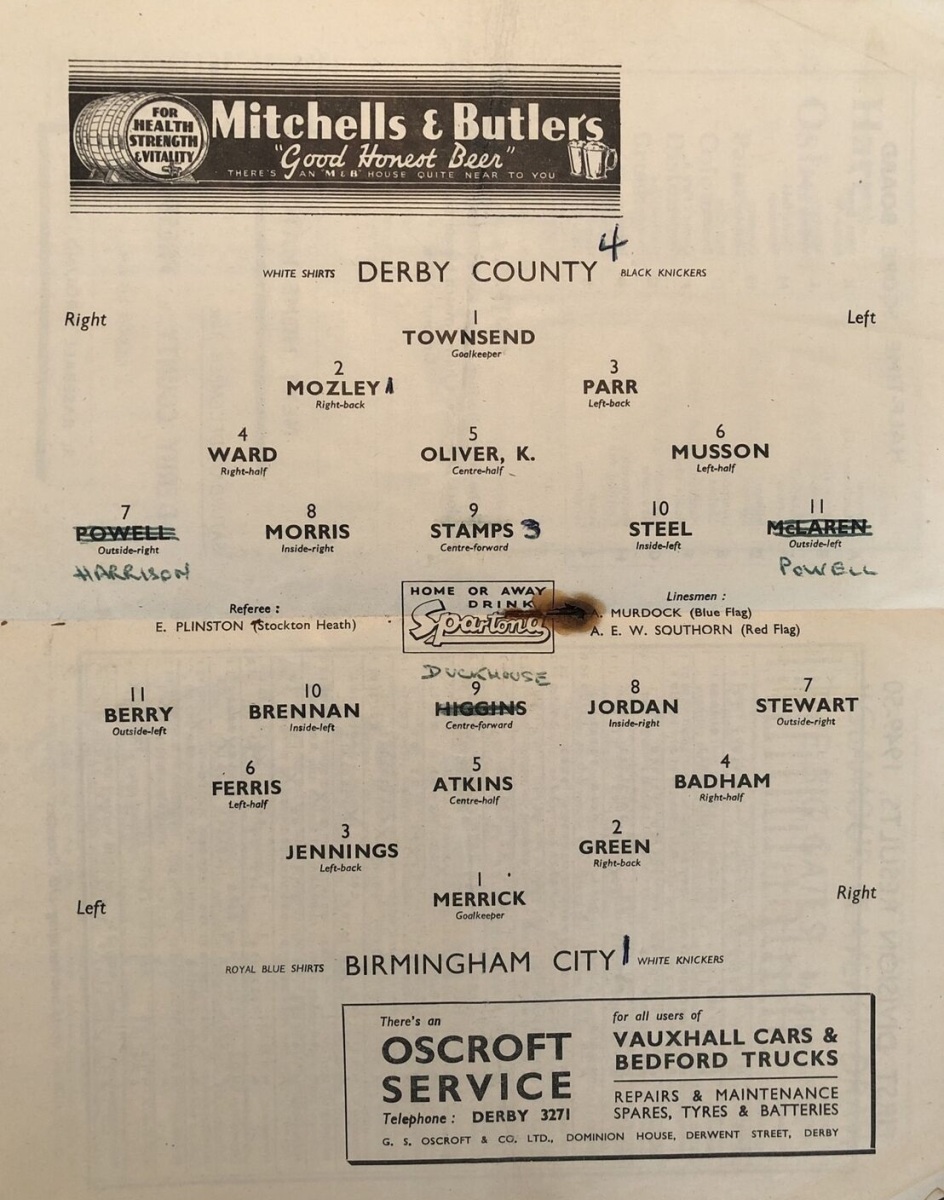 FOR
HEALTH
STRENGTH
& VITALITY
Mitchells & Butlers
"Good Honest Beer"
THERE'S AN 'M & B' HOUSE QUITE NEAR TO YOU
WHITE SHIRTS DERBY COUNTY 4 BLACK KNICKERS
Right Left
1
TOWNSEND
Goalkeeper
2 3
MOZLEY 1 PARR
Right-back Left-back
4 5 6
WARD OLIVER, K. MUSSON
Right-half Centre-half Left-half
7 8 9 10 11
POWELL MORRIS STAMPS 3 STEEL McLAREN
Outside-right Inside-right Centre-forward Inside-left Outside-left
HARRISON POWELL
HOME OR AWAY
DRINK
Spartona
Referee :
E. PLINSTON (Stockton Heath)
Linesmen :
A. MURDOCK (Blue Flag)
A. E. W. SOUTHORN (Red Flag)
DUCKHOUSE
11 10 9 8 7
BERRY BRENNAN HIGGINS JORDAN STEWART
Outside-left Inside-left Centre-forward Inside-right Outside-right
6 5 4
FERRIS ATKINS BADHAM
Left-half Centre-half Right-half
3 2
JENNINGS GREEN
Left-back Right-back
1
MERRICK
Goalkeeper
Left Right
ROYAL BLUE SHIRTS BIRMINGHAM CITY 1 WHITE KNICKERS
There's an
OSCROFT
SERVICE
Telephone : DERBY 3271
for all users of
VAUXHALL CARS &
BEDFORD TRUCKS
REPAIRS & MAINTENANCE
SPARES, TYRES & BATTERIES
G. S. OSCROFT & CO. LTD., DOMINION HOUSE, DERWENT STREET, DERBY